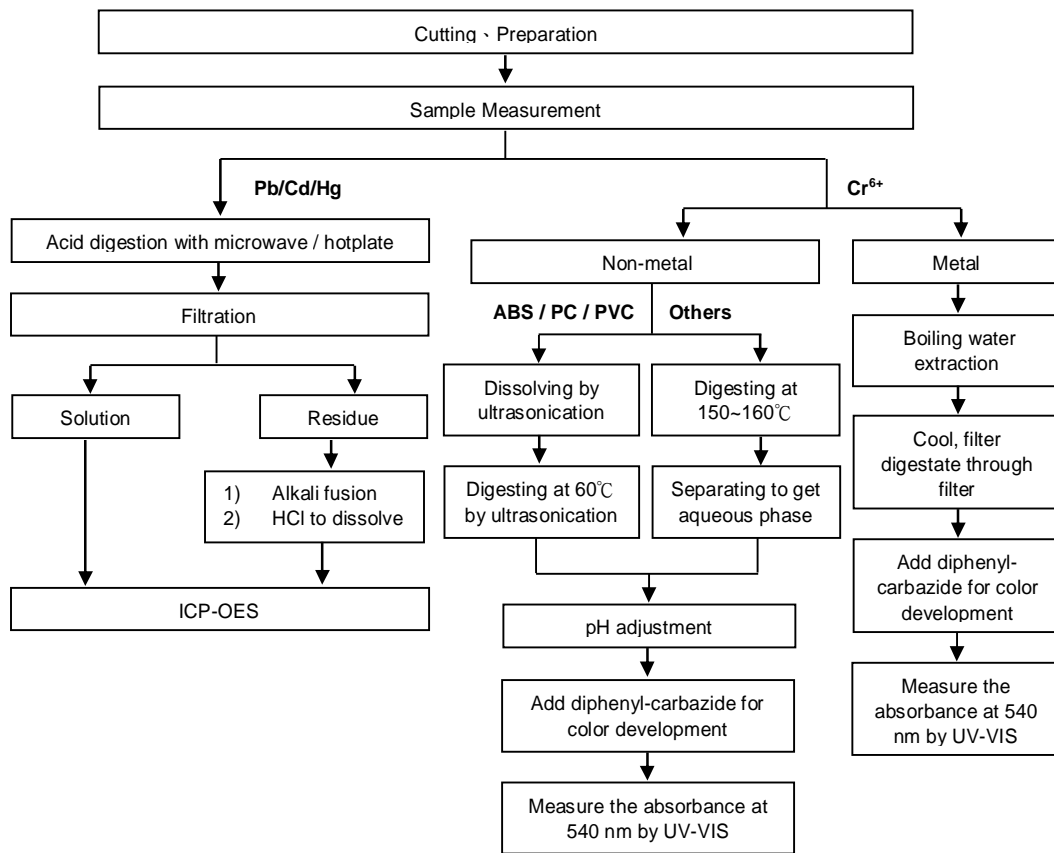 Cutting、Preparation
Sample Measurement
Pb/Cd/Hg
Cr⁶⁺
Acid digestion with microwave / hotplate
Non-metal
Metal
Filtration
ABS / PC / PVC
Others
Boiling water
extraction
Solution
Residue
Dissolving by
ultrasonication
Digesting at
150~160℃
Cool, filter
digestate through
filter
1) Alkali fusion
2) HCl to dissolve
Digesting at 60℃
by ultrasonication
Separating to get
aqueous phase
Add diphenyl-
carbazide for color
development
ICP-OES
pH adjustment
Measure the
absorbance at 540
nm by UV-VIS
Add diphenyl-carbazide for
color development
Measure the absorbance at
540 nm by UV-VIS